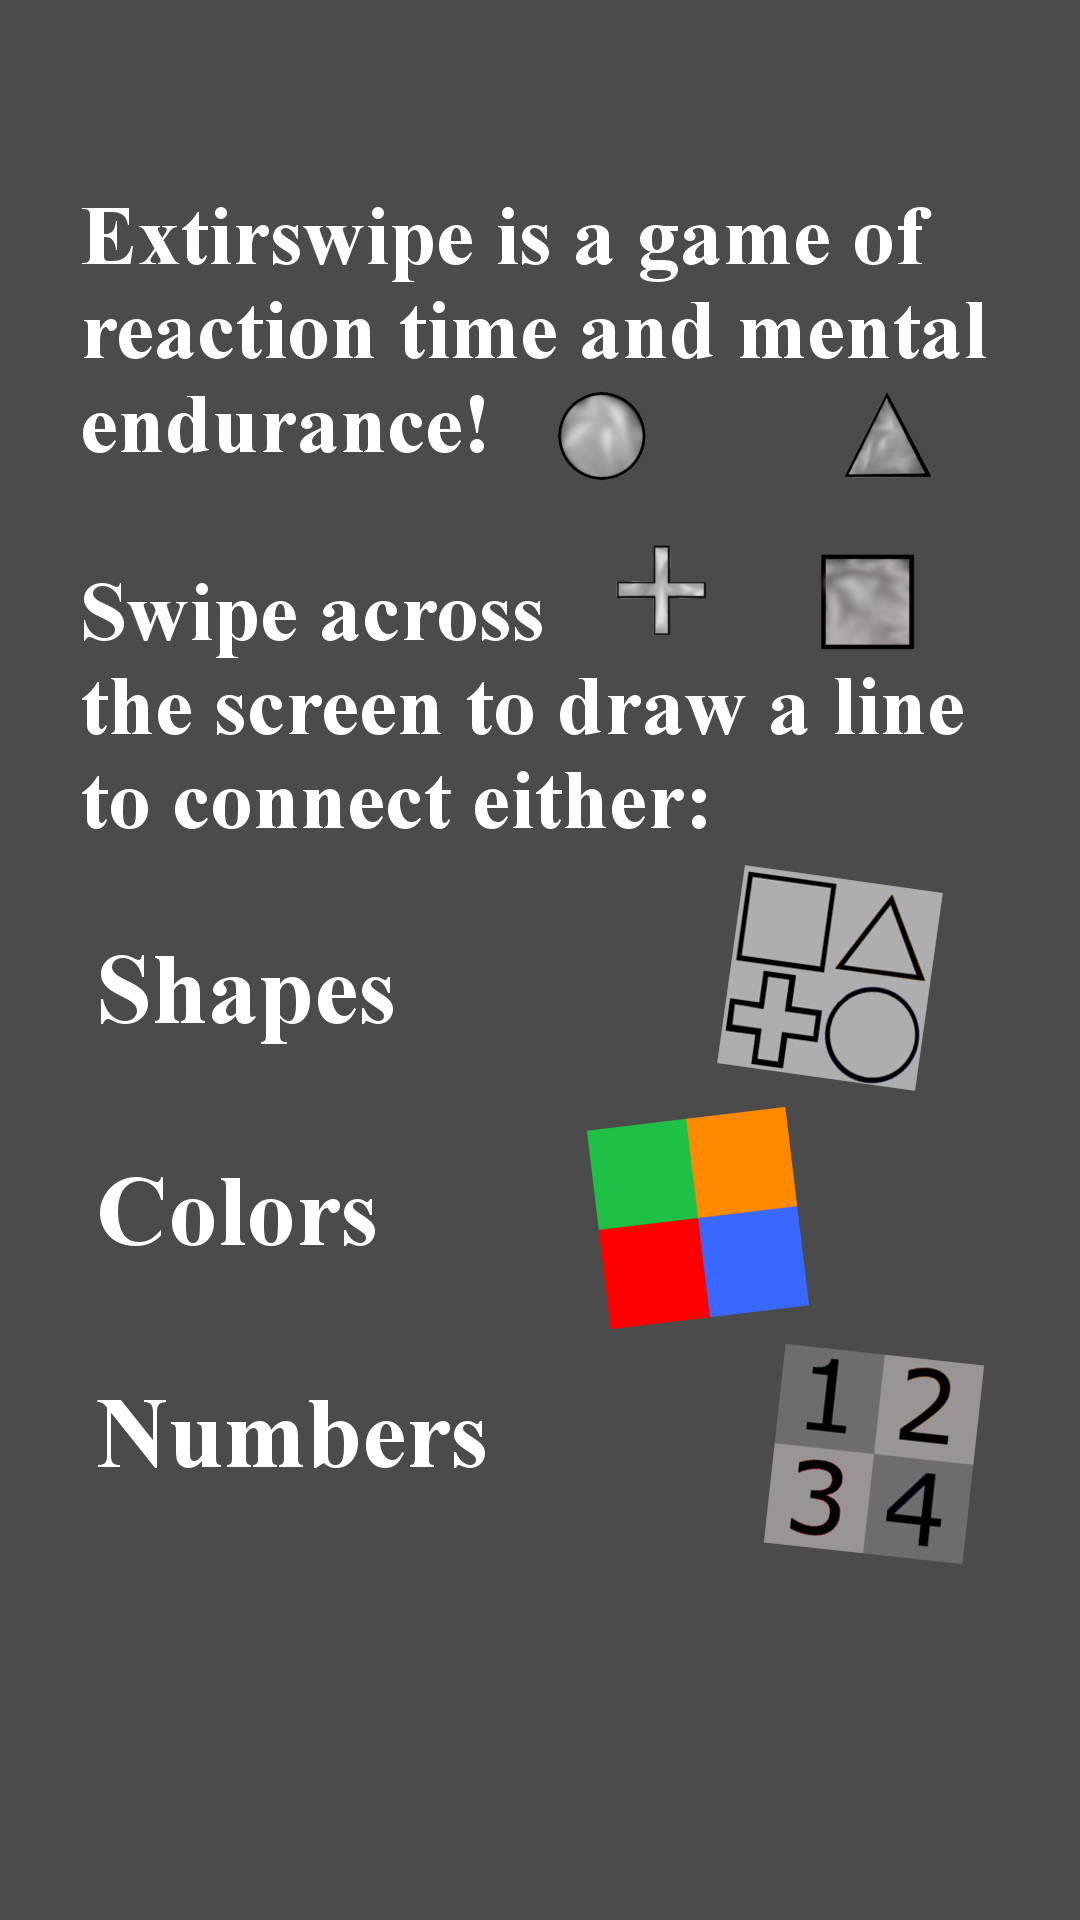 Extirswipe is a game of
reaction time and mental
endurance!
Swipe across
the screen to draw a line
to connect either:
Shapes
Colors
Numbers
1 2
3 4